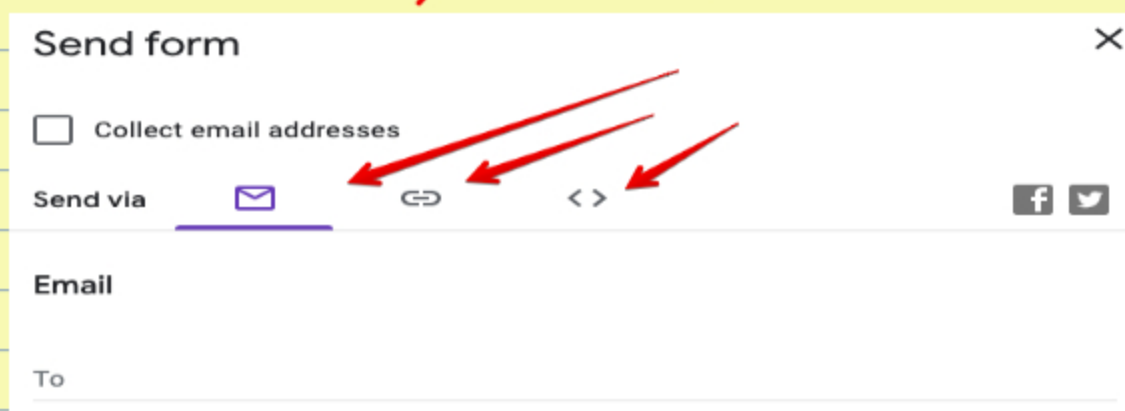 Send form
Collect email addresses
Send via
Email
To